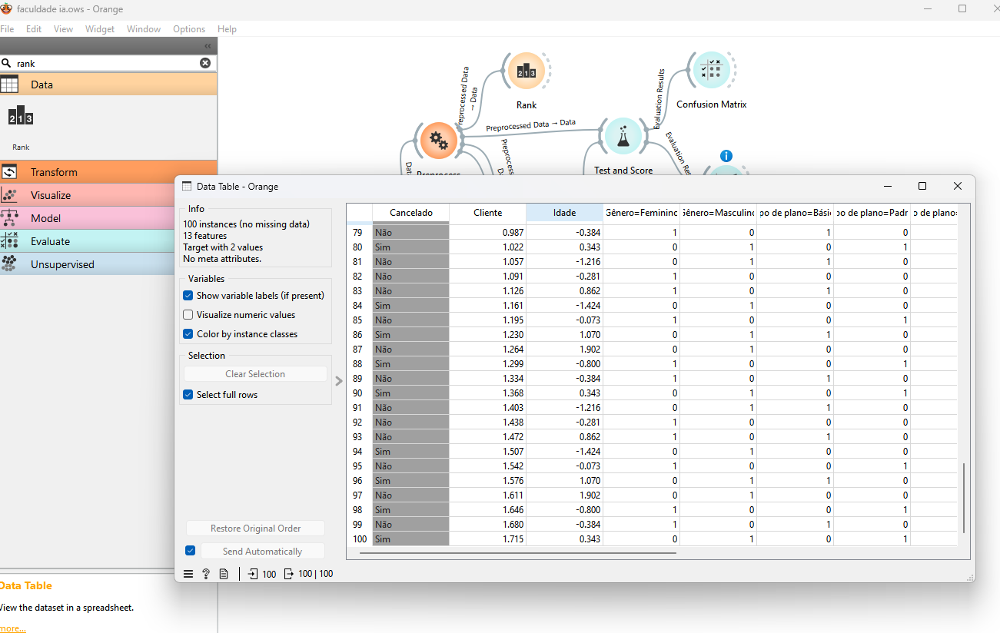 faculdade ia.ows - Orange
File Edit View Widget Window Options Help
rank
Data
213
Rank
Transform
Visualize
Model
Evaluate
Unsupervised
Data Table
View the dataset in a spreadsheet.
more...
213
Rank
Preprocessed Data
→ Data
Preprocessed Data → Data
Evaluation Results
Confusion Matrix
Test and Score
Data Table - Orange
Info
100 instances (no missing data)
13 features
Target with 2 values
No meta attributes.
Variables
Show variable labels (if present)
Visualize numeric values
Color by instance classes
Selection
Clear Selection
Select full rows
Restore Original Order
Send Automatically
100 100 | 100
Cancelado Cliente Idade Gênero=Feminino Gênero=Masculino po de plano=Bási po de plano=Padr o de plano=
79 Não 0.987 -0.384 1 0 1 0
80 Sim 1.022 0.343 0 1 0 1
81 Não 1.057 -1.216 0 1 1 0
82 Não 1.091 -0.281 1 0 0 0
83 Não 1.126 0.862 1 0 1 0
84 Sim 1.161 -1.424 0 1 0 0
85 Não 1.195 -0.073 1 0 0 1
86 Sim 1.230 1.070 0 1 1 0
87 Não 1.264 1.902 0 1 0 0
88 Sim 1.299 -0.800 1 0 0 1
89 Não 1.334 -0.384 1 0 1 0
90 Sim 1.368 0.343 0 1 0 1
91 Não 1.403 -1.216 0 1 0 0
92 Não 1.438 -0.281 1 0 0 0
93 Não 1.472 0.862 1 0 1 0
94 Sim 1.507 -1.424 0 1 0 0
95 Não 1.542 -0.073 1 0 0 1
96 Sim 1.576 1.070 0 1 1 0
97 Não 1.611 1.902 0 1 0 0
98 Sim 1.646 -0.800 1 0 0 1
99 Não 1.680 -0.384 1 0 1 0
100 Sim 1.715 0.343 0 1 0 1